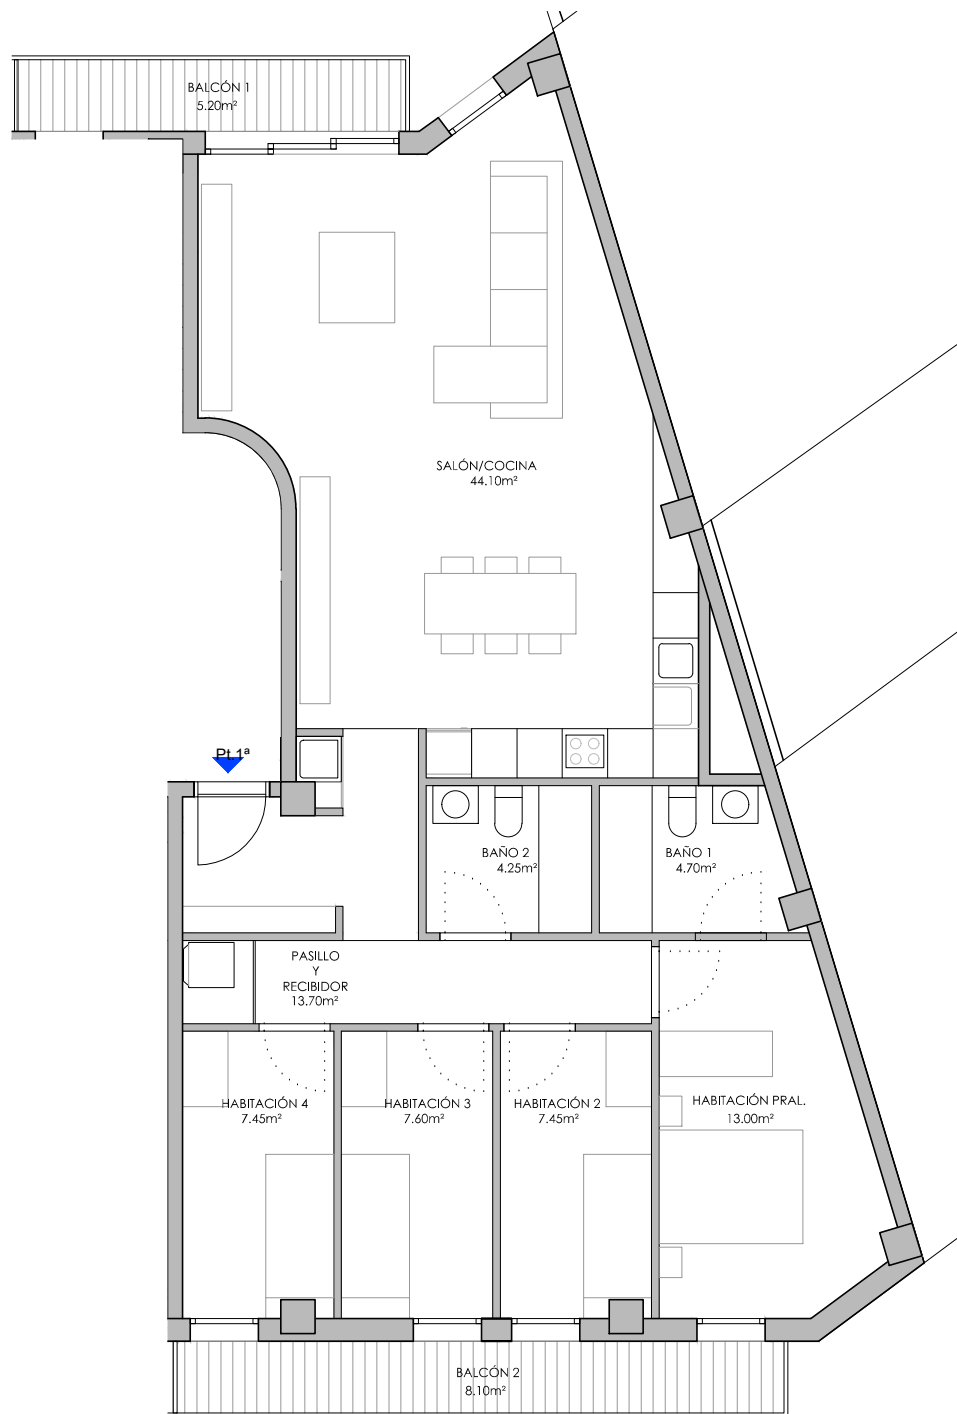 BALCÓN 1
5.20m²
SALÓN/COCINA
44.10m²
Pt.1ª
BAÑO 2
4.25m²
BAÑO 1
4.70m²
PASILLO
Y
RECIBIDOR
13.70m²
HABITACIÓN 4
7.45m²
HABITACIÓN 3
7.60m²
HABITACIÓN 2
7.45m²
HABITACIÓN PRAL.
13.00m²
BALCÓN 2
8.10m²